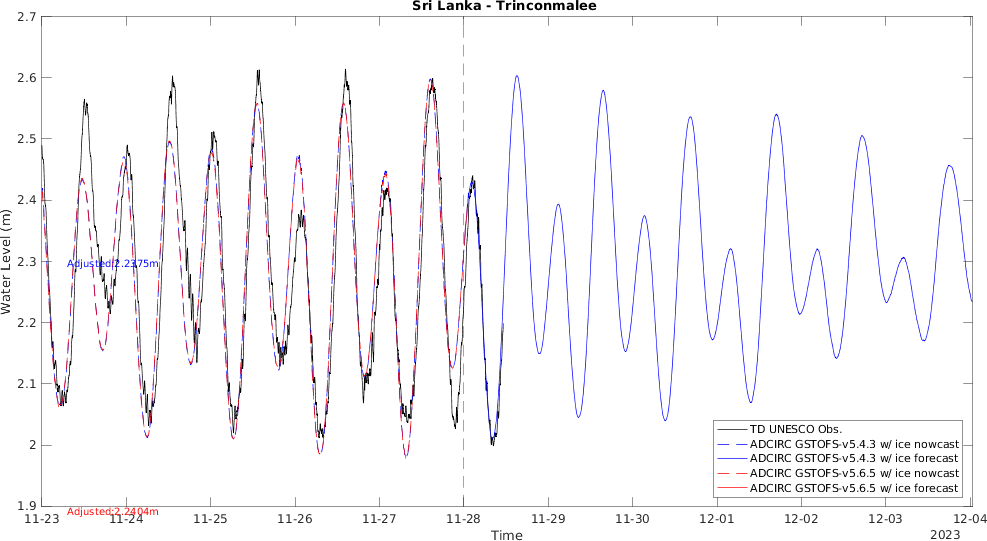 Sri Lanka - Trinconmalee
Water Level (m)
2.7
2.6
2.5
2.4
2.3
2.2
2.1
2
1.9
Adjusted:2.2375m
Adjusted:2.2404m
TD UNESCO Obs.
ADCIRC GSTOFS-v5.4.3 w/ ice nowcast
ADCIRC GSTOFS-v5.4.3 w/ ice forecast
ADCIRC GSTOFS-v5.6.5 w/ ice nowcast
ADCIRC GSTOFS-v5.6.5 w/ ice forecast
11-23 11-24 11-25 11-26 11-27 11-28 11-29 11-30 12-01 12-02 12-03 12-04
Time
2023